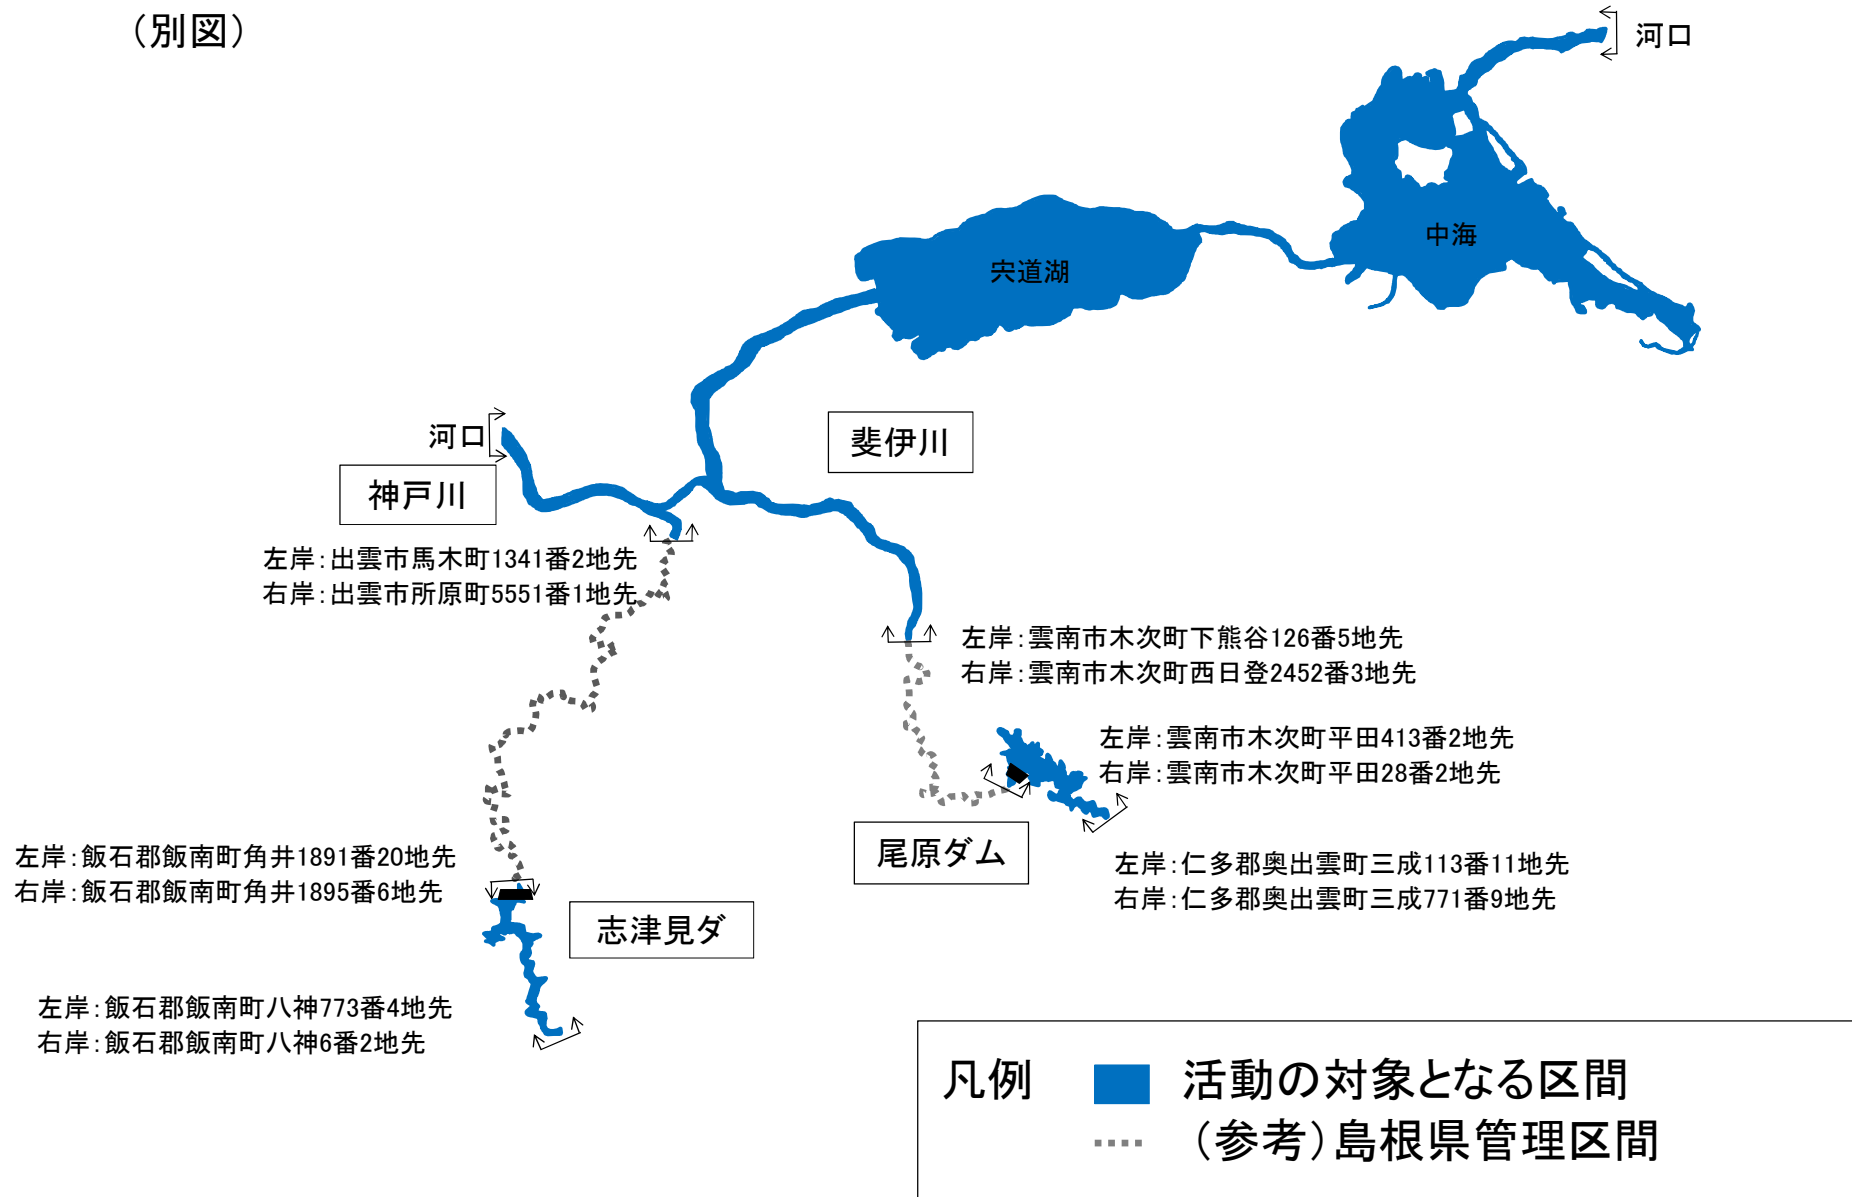 （別図）
河口
中海
宍道湖
斐伊川
河口
神戸川
左岸：出雲市馬木町1341番2地先
右岸：出雲市所原町5551番1地先
左岸：雲南市木次町下熊谷126番5地先
右岸：雲南市木次町西日登2452番3地先
左岸：雲南市木次町平田413番2地先
右岸：雲南市木次町平田28番2地先
尾原ダム
左岸：仁多郡奥出雲町三成113番11地先
右岸：仁多郡奥出雲町三成771番9地先
左岸：飯石郡飯南町角井1891番20地先
右岸：飯石郡飯南町角井1895番6地先
志津見ダ
左岸：飯石郡飯南町八神773番4地先
右岸：飯石郡飯南町八神6番2地先
凡例
活動の対象となる区間
（参考）島根県管理区間